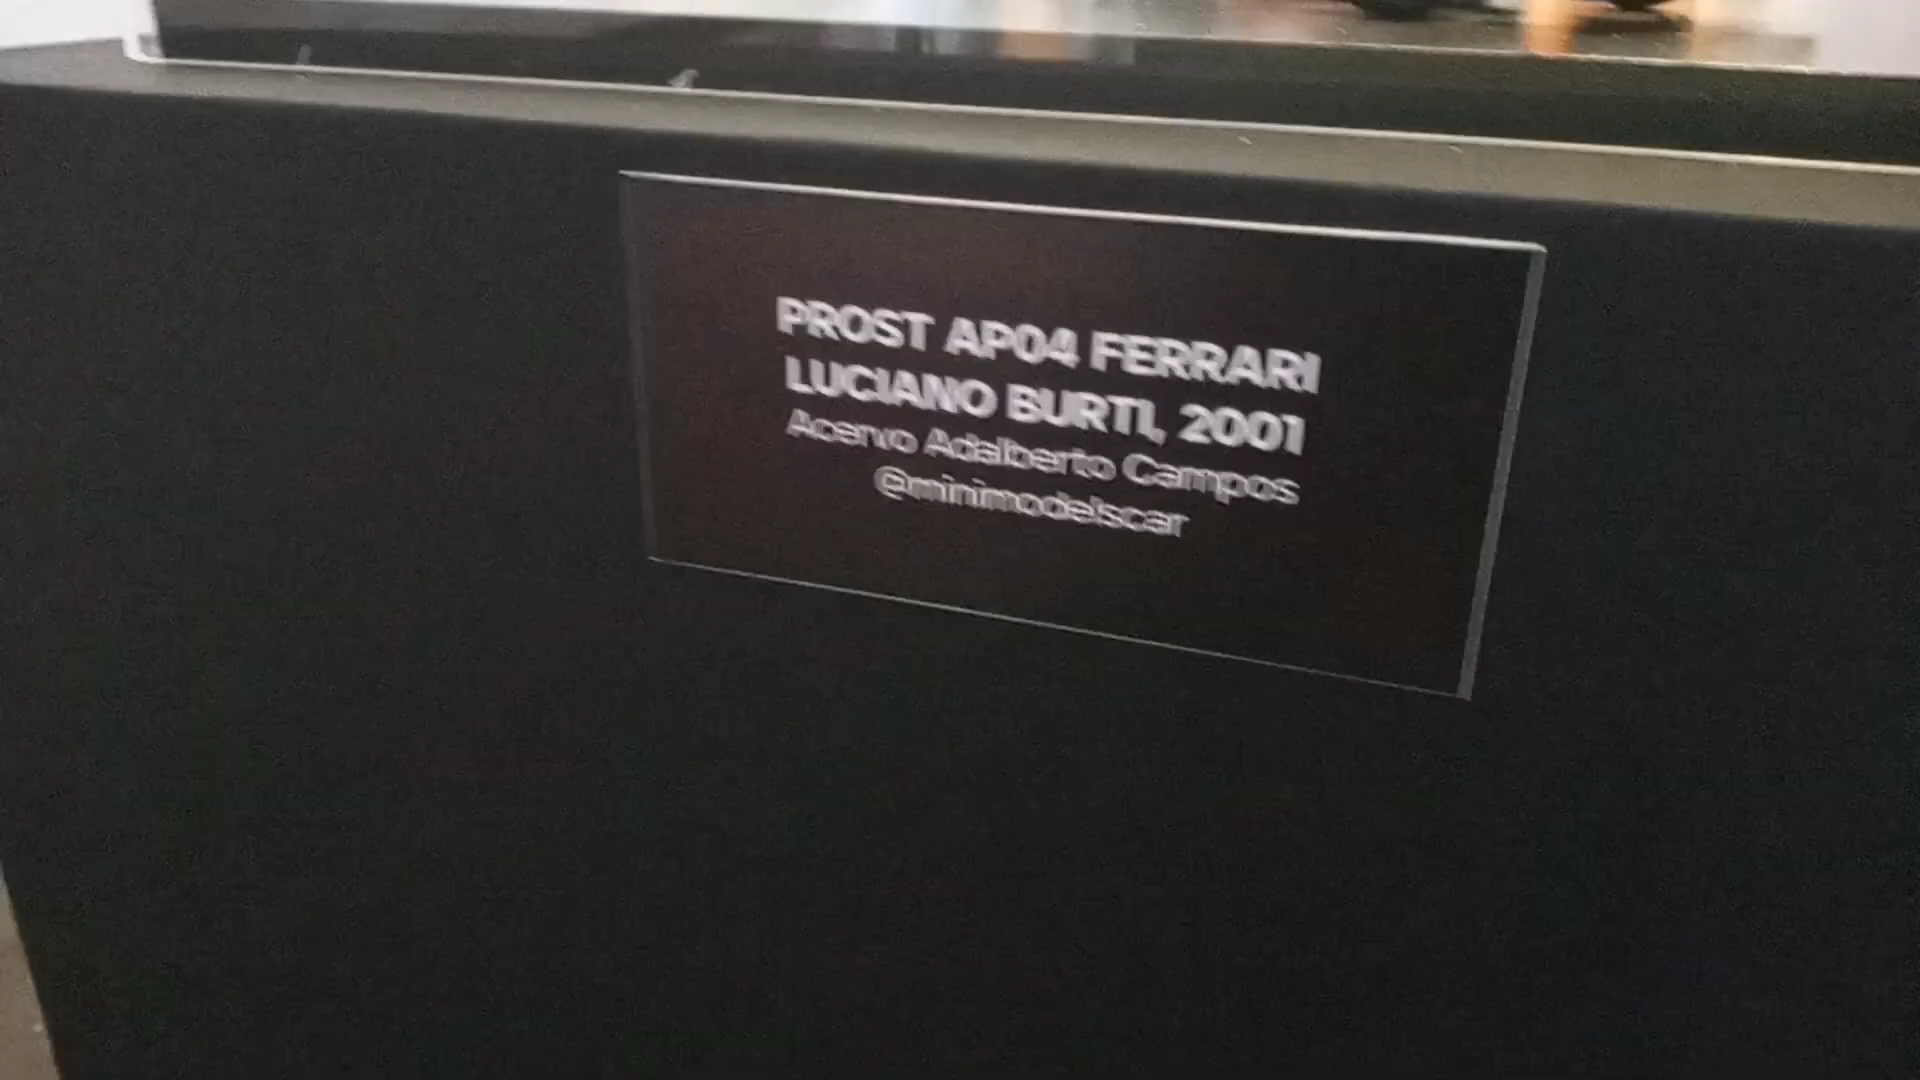 PROST AP04 FERRARI
LUCIANO BURTI, 2001
Acervo Adalberto Campos
@minimodelscar